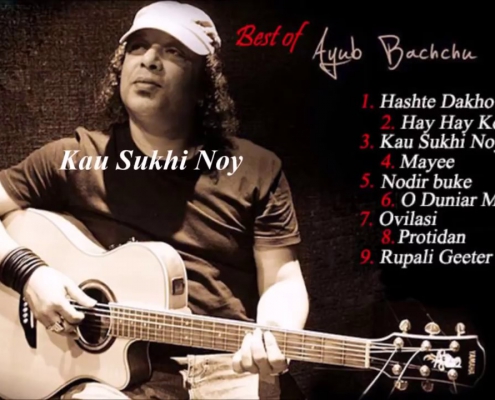 Best of Ayub Bachchu
1. Hashte Dakho
2. Hay Hay Ke
3. Kau Sukhi Noy
4. Mayee
5. Nodir buke
6. O Duniar M
7. Ovilasi
8. Protidan
9. Rupali Geeter
Kau Sukhi Noy
YAMAHA